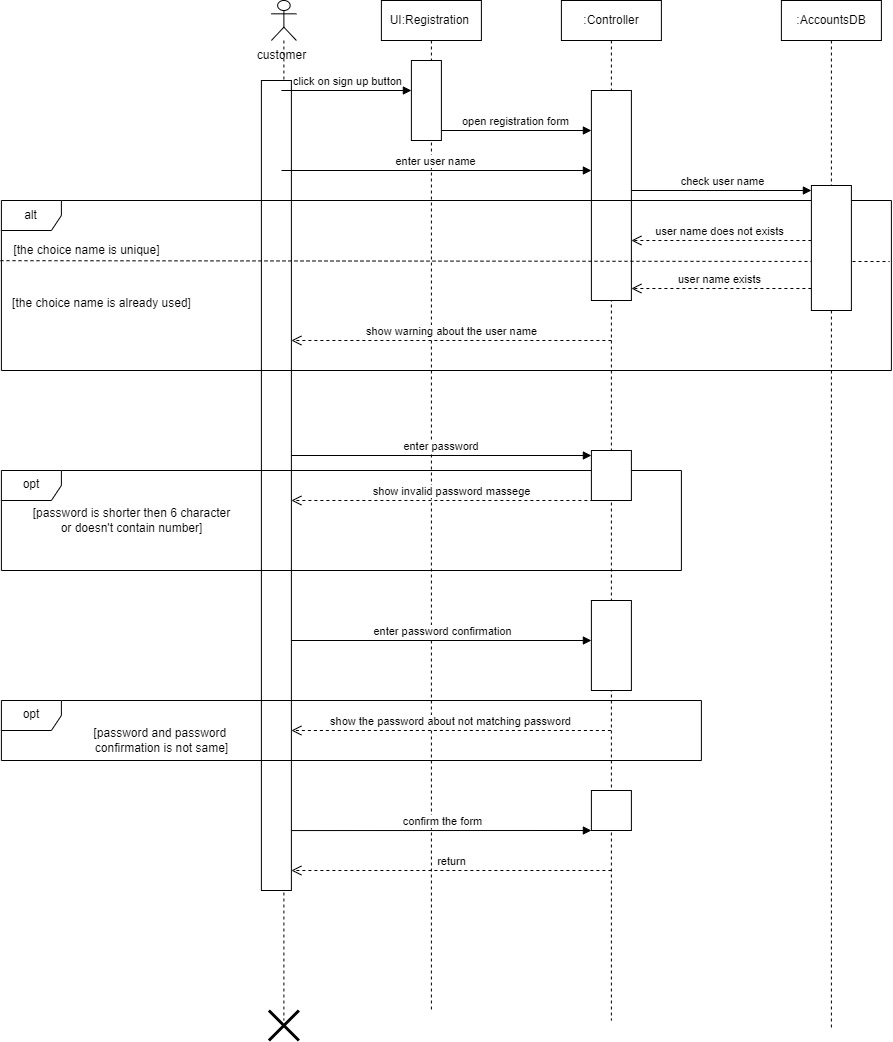 UI:Registration
:Controller
:AccountsDB
customer
click on sign up button
open registration form
enter user name
check user name
alt
user name does not exists
[the choice name is unique]
user name exists
[the choice name is already used]
show warning about the user name
enter password
opt
show invalid password massege
[password is shorter then 6 character
or doesn't contain number]
enter password confirmation
opt
show the password about not matching password
[password and password
confirmation is not same]
confirm the form
return